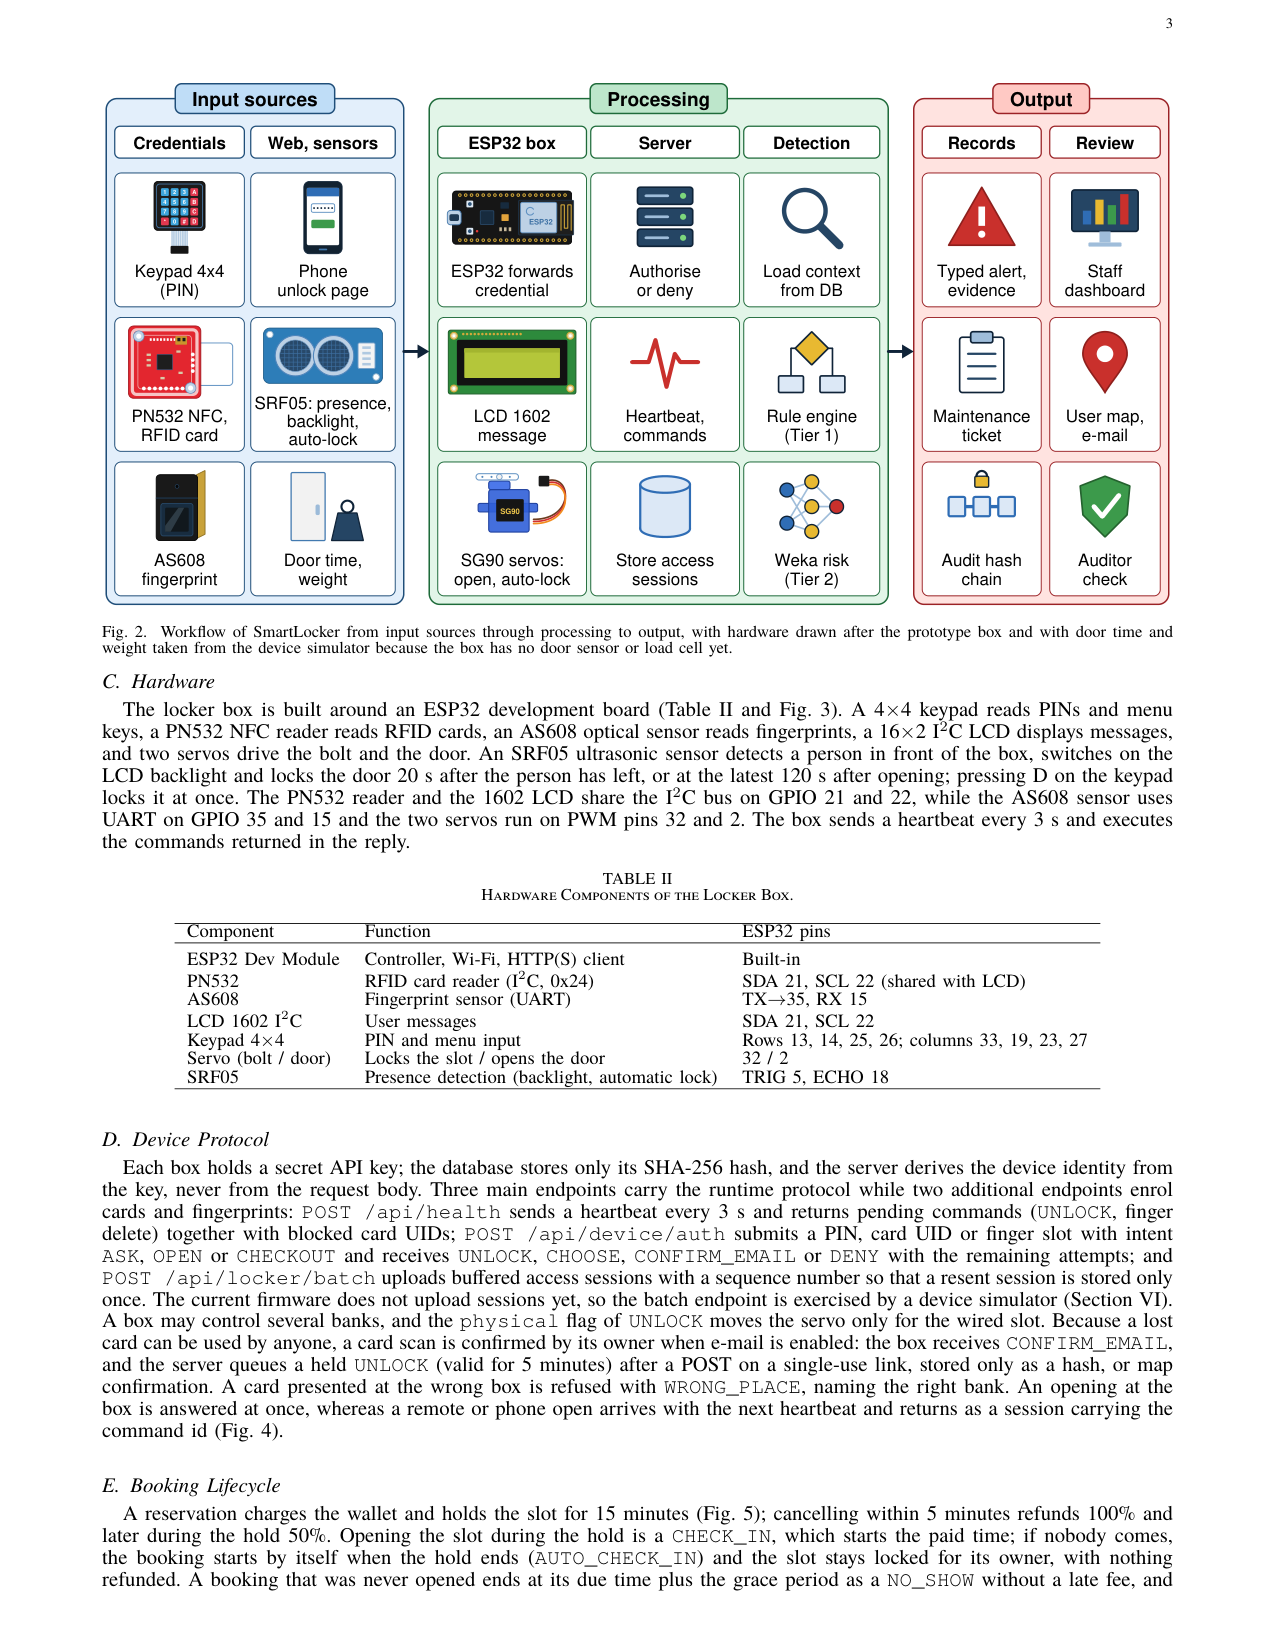 3
Input sources
Processing
Output
Credentials
Web, sensors
ESP32 box
Server
Detection
Records
Review
1 2 3 A
4 5 6 B
7 8 9 C
* 0 # D
Keypad 4x4
(PIN)
Phone
unlock page
ESP32
ESP32 forwards
credential
Authorise
or deny
Load context
from DB
Typed alert,
evidence
Staff
dashboard
PN532 NFC,
RFID card
SRF05: presence,
backlight,
auto-lock
LCD 1602
message
Heartbeat,
commands
Rule engine
(Tier 1)
Maintenance
ticket
User map,
e-mail
AS608
fingerprint
Door time,
weight
SG90
SG90 servos:
open, auto-lock
Store access
sessions
Weka risk
(Tier 2)
Audit hash
chain
Auditor
check
Fig. 2. Workflow of SmartLocker from input sources through processing to output, with hardware drawn after the prototype box and with door time and
weight taken from the device simulator because the box has no door sensor or load cell yet.
C. Hardware
The locker box is built around an ESP32 development board (Table II and Fig. 3). A 4×4 keypad reads PINs and menu
keys, a PN532 NFC reader reads RFID cards, an AS608 optical sensor reads fingerprints, a 16×2 I²C LCD displays messages,
and two servos drive the bolt and the door. An SRF05 ultrasonic sensor detects a person in front of the box, switches on the
LCD backlight and locks the door 20 s after the person has left, or at the latest 120 s after opening; pressing D on the keypad
locks it at once. The PN532 reader and the 1602 LCD share the I²C bus on GPIO 21 and 22, while the AS608 sensor uses
UART on GPIO 35 and 15 and the two servos run on PWM pins 32 and 2. The box sends a heartbeat every 3 s and executes
the commands returned in the reply.
TABLE II
Hardware Components of the Locker Box.
Component Function ESP32 pins
ESP32 Dev Module Controller, Wi-Fi, HTTP(S) client Built-in
PN532 RFID card reader (I²C, 0x24) SDA 21, SCL 22 (shared with LCD)
AS608 Fingerprint sensor (UART) TX→35, RX 15
LCD 1602 I²C User messages SDA 21, SCL 22
Keypad 4×4 PIN and menu input Rows 13, 14, 25, 26; columns 33, 19, 23, 27
Servo (bolt / door) Locks the slot / opens the door 32 / 2
SRF05 Presence detection (backlight, automatic lock) TRIG 5, ECHO 18
D. Device Protocol
Each box holds a secret API key; the database stores only its SHA-256 hash, and the server derives the device identity from
the key, never from the request body. Three main endpoints carry the runtime protocol while two additional endpoints enrol
cards and fingerprints: POST /api/health sends a heartbeat every 3 s and returns pending commands (UNLOCK, finger
delete) together with blocked card UIDs; POST /api/device/auth submits a PIN, card UID or finger slot with intent
ASK, OPEN or CHECKOUT and receives UNLOCK, CHOOSE, CONFIRM_EMAIL or DENY with the remaining attempts; and
POST /api/locker/batch uploads buffered access sessions with a sequence number so that a resent session is stored only
once. The current firmware does not upload sessions yet, so the batch endpoint is exercised by a device simulator (Section VI).
A box may control several banks, and the physical flag of UNLOCK moves the servo only for the wired slot. Because a lost
card can be used by anyone, a card scan is confirmed by its owner when e-mail is enabled: the box receives CONFIRM_EMAIL,
and the server queues a held UNLOCK (valid for 5 minutes) after a POST on a single-use link, stored only as a hash, or map
confirmation. A card presented at the wrong box is refused with WRONG_PLACE, naming the right bank. An opening at the
box is answered at once, whereas a remote or phone open arrives with the next heartbeat and returns as a session carrying the
command id (Fig. 4).
E. Booking Lifecycle
A reservation charges the wallet and holds the slot for 15 minutes (Fig. 5); cancelling within 5 minutes refunds 100% and
later during the hold 50%. Opening the slot during the hold is a CHECK_IN, which starts the paid time; if nobody comes,
the booking starts by itself when the hold ends (AUTO_CHECK_IN) and the slot stays locked for its owner, with nothing
refunded. A booking that was never opened ends at its due time plus the grace period as a NO_SHOW without a late fee, and